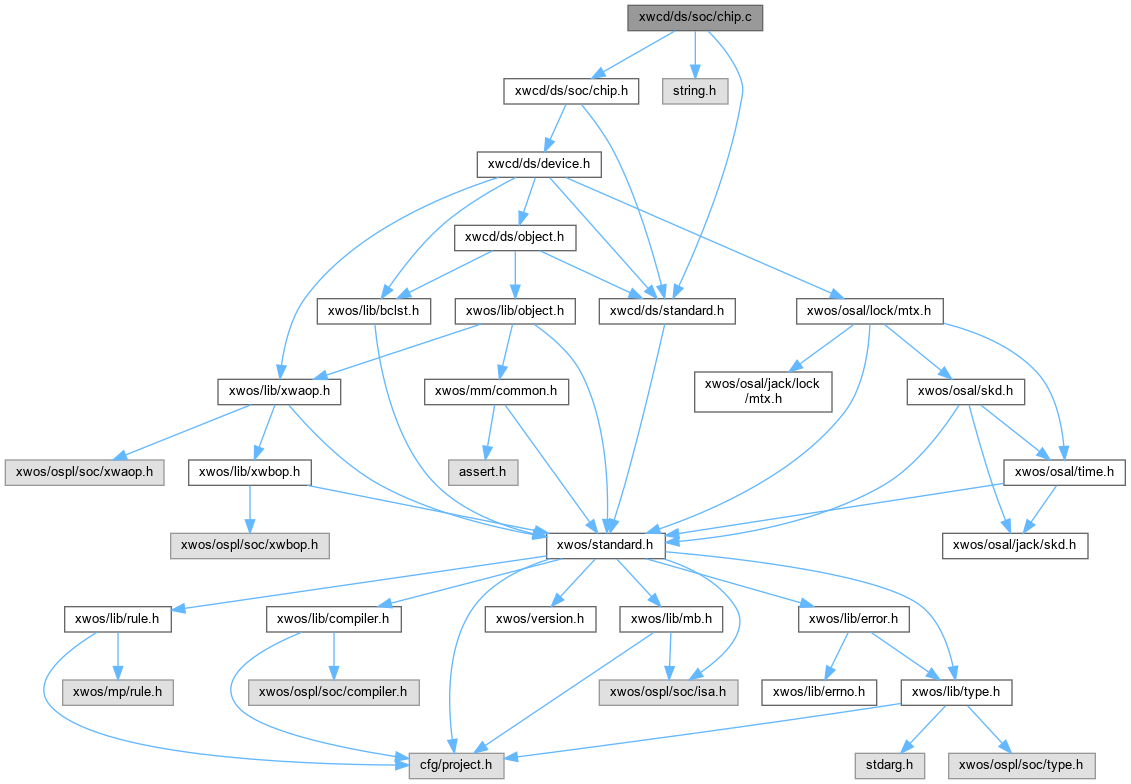 xwcd/ds/soc/chip.c
xwcd/ds/soc/chip.h
string.h
xwcd/ds/device.h
xwcd/ds/object.h
xwos/lib/bclst.h
xwos/lib/object.h
xwcd/ds/standard.h
xwos/osal/lock/mtx.h
xwos/lib/xwaop.h
xwos/mm/common.h
xwos/osal/jack/lock
/mtx.h
xwos/osal/skd.h
xwos/ospl/soc/xwaop.h
xwos/lib/xwbop.h
assert.h
xwos/osal/time.h
xwos/ospl/soc/xwbop.h
xwos/standard.h
xwos/osal/jack/skd.h
xwos/lib/rule.h
xwos/lib/compiler.h
xwos/version.h
xwos/lib/mb.h
xwos/lib/error.h
xwos/mp/rule.h
xwos/ospl/soc/compiler.h
xwos/ospl/soc/isa.h
xwos/lib/errno.h
xwos/lib/type.h
cfg/project.h
stdarg.h
xwos/ospl/soc/type.h